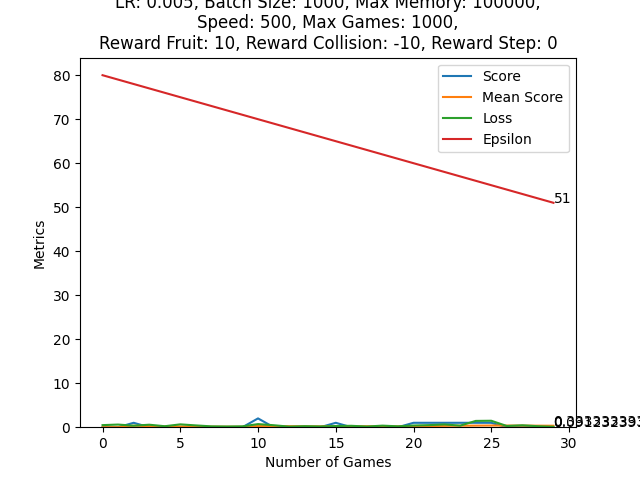 LR: 0.005, Batch Size: 1000, Max Memory: 100000,
Speed: 500, Max Games: 1000,
Reward Fruit: 10, Reward Collision: -10, Reward Step: 0
80
70
60
50
40
30
20
10
0
Metrics
Score
Mean Score
Loss
Epsilon
51
0 5 10 15 20 25 30
Number of Games